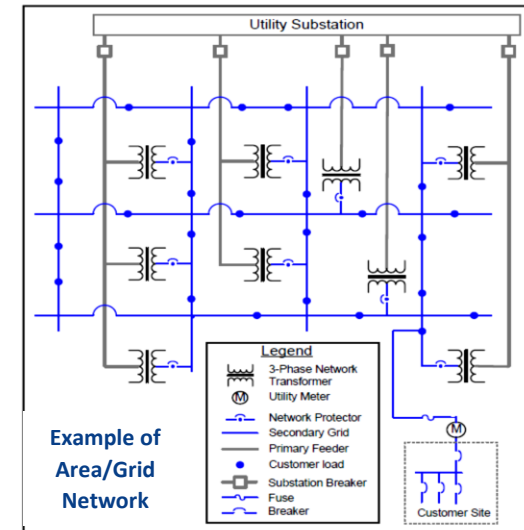 Utility Substation
Legend
3-Phase Network
Transformer
M
Utility Meter
Network Protector
Secondary Grid
Primary Feeder
Customer load
Substation Breaker
Fuse
Breaker
M
Customer Site
Example of
Area/Grid
Network